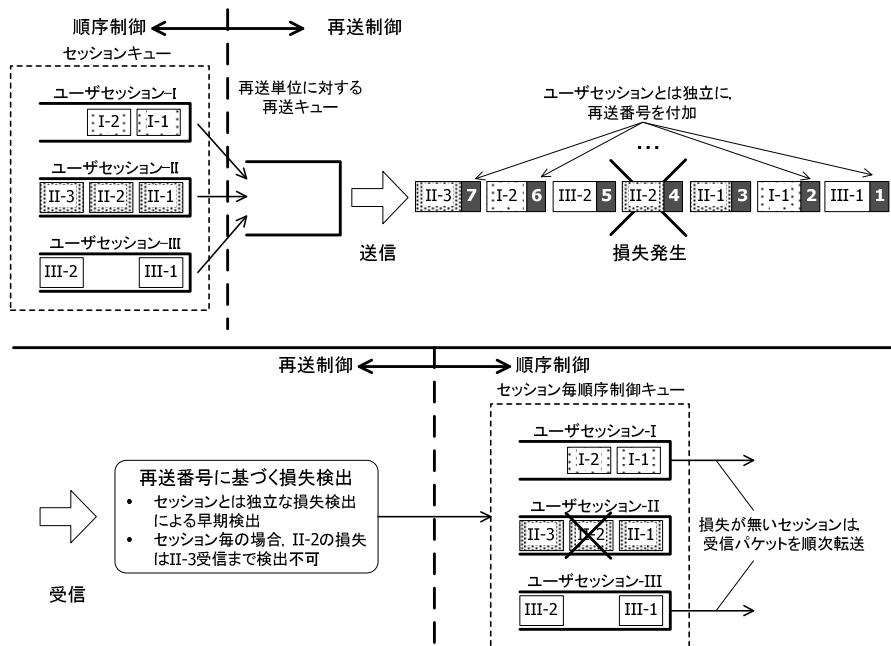 順序制御
再送制御
セッションキュー
ユーザセッション-I
I-2
I-1
ユーザセッション-II
II-3
II-2
II-1
ユーザセッション-III
III-2
III-1
再送単位に対する
再送キュー
送信
ユーザセッションとは独立に,
再送番号を付加
...
II-3 7
I-2 6
III-2 5
II-2 4
II-1 3
I-1 2
III-1 1
損失発生
再送制御
順序制御
セッション毎順序制御キュー
受信
再送番号に基づく損失検出
• セッションとは独立な損失検出
による早期検出
• セッション毎の場合, II-2の損失
はII-3受信まで検出不可
ユーザセッション-I
I-2
I-1
ユーザセッション-II
II-3
II-2
II-1
ユーザセッション-III
III-2
III-1
損失が無いセッションは,
受信パケットを順次転送